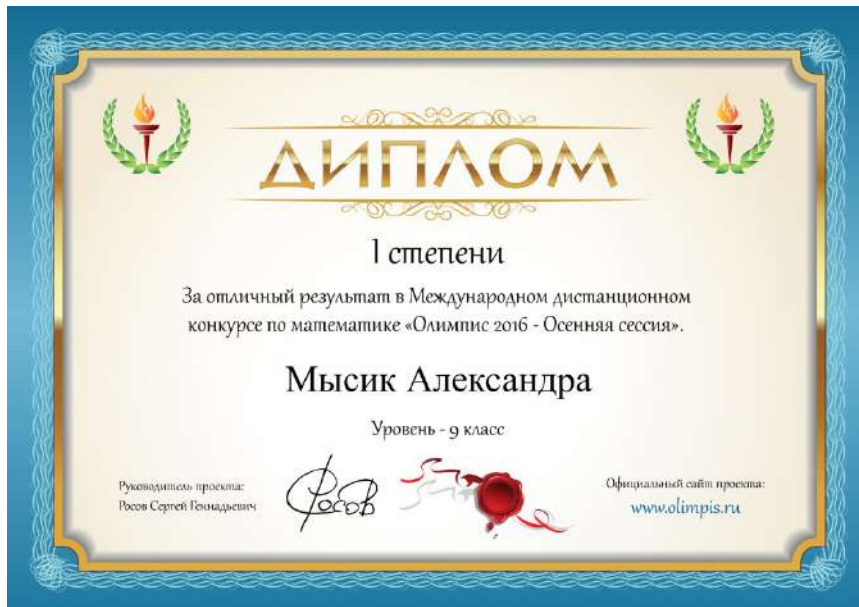 ДИПЛОМ
I степени
За отличный результат в Международном дистанционном
конкурсе по математике «Олимпис 2016 - Осенняя сессия».
Мысик Александра
Уровень - 9 класс
Руководитель проекта:
Росов Сергей Геннадьевич
Росов
Официальный сайт проекта:
www.olimpis.ru